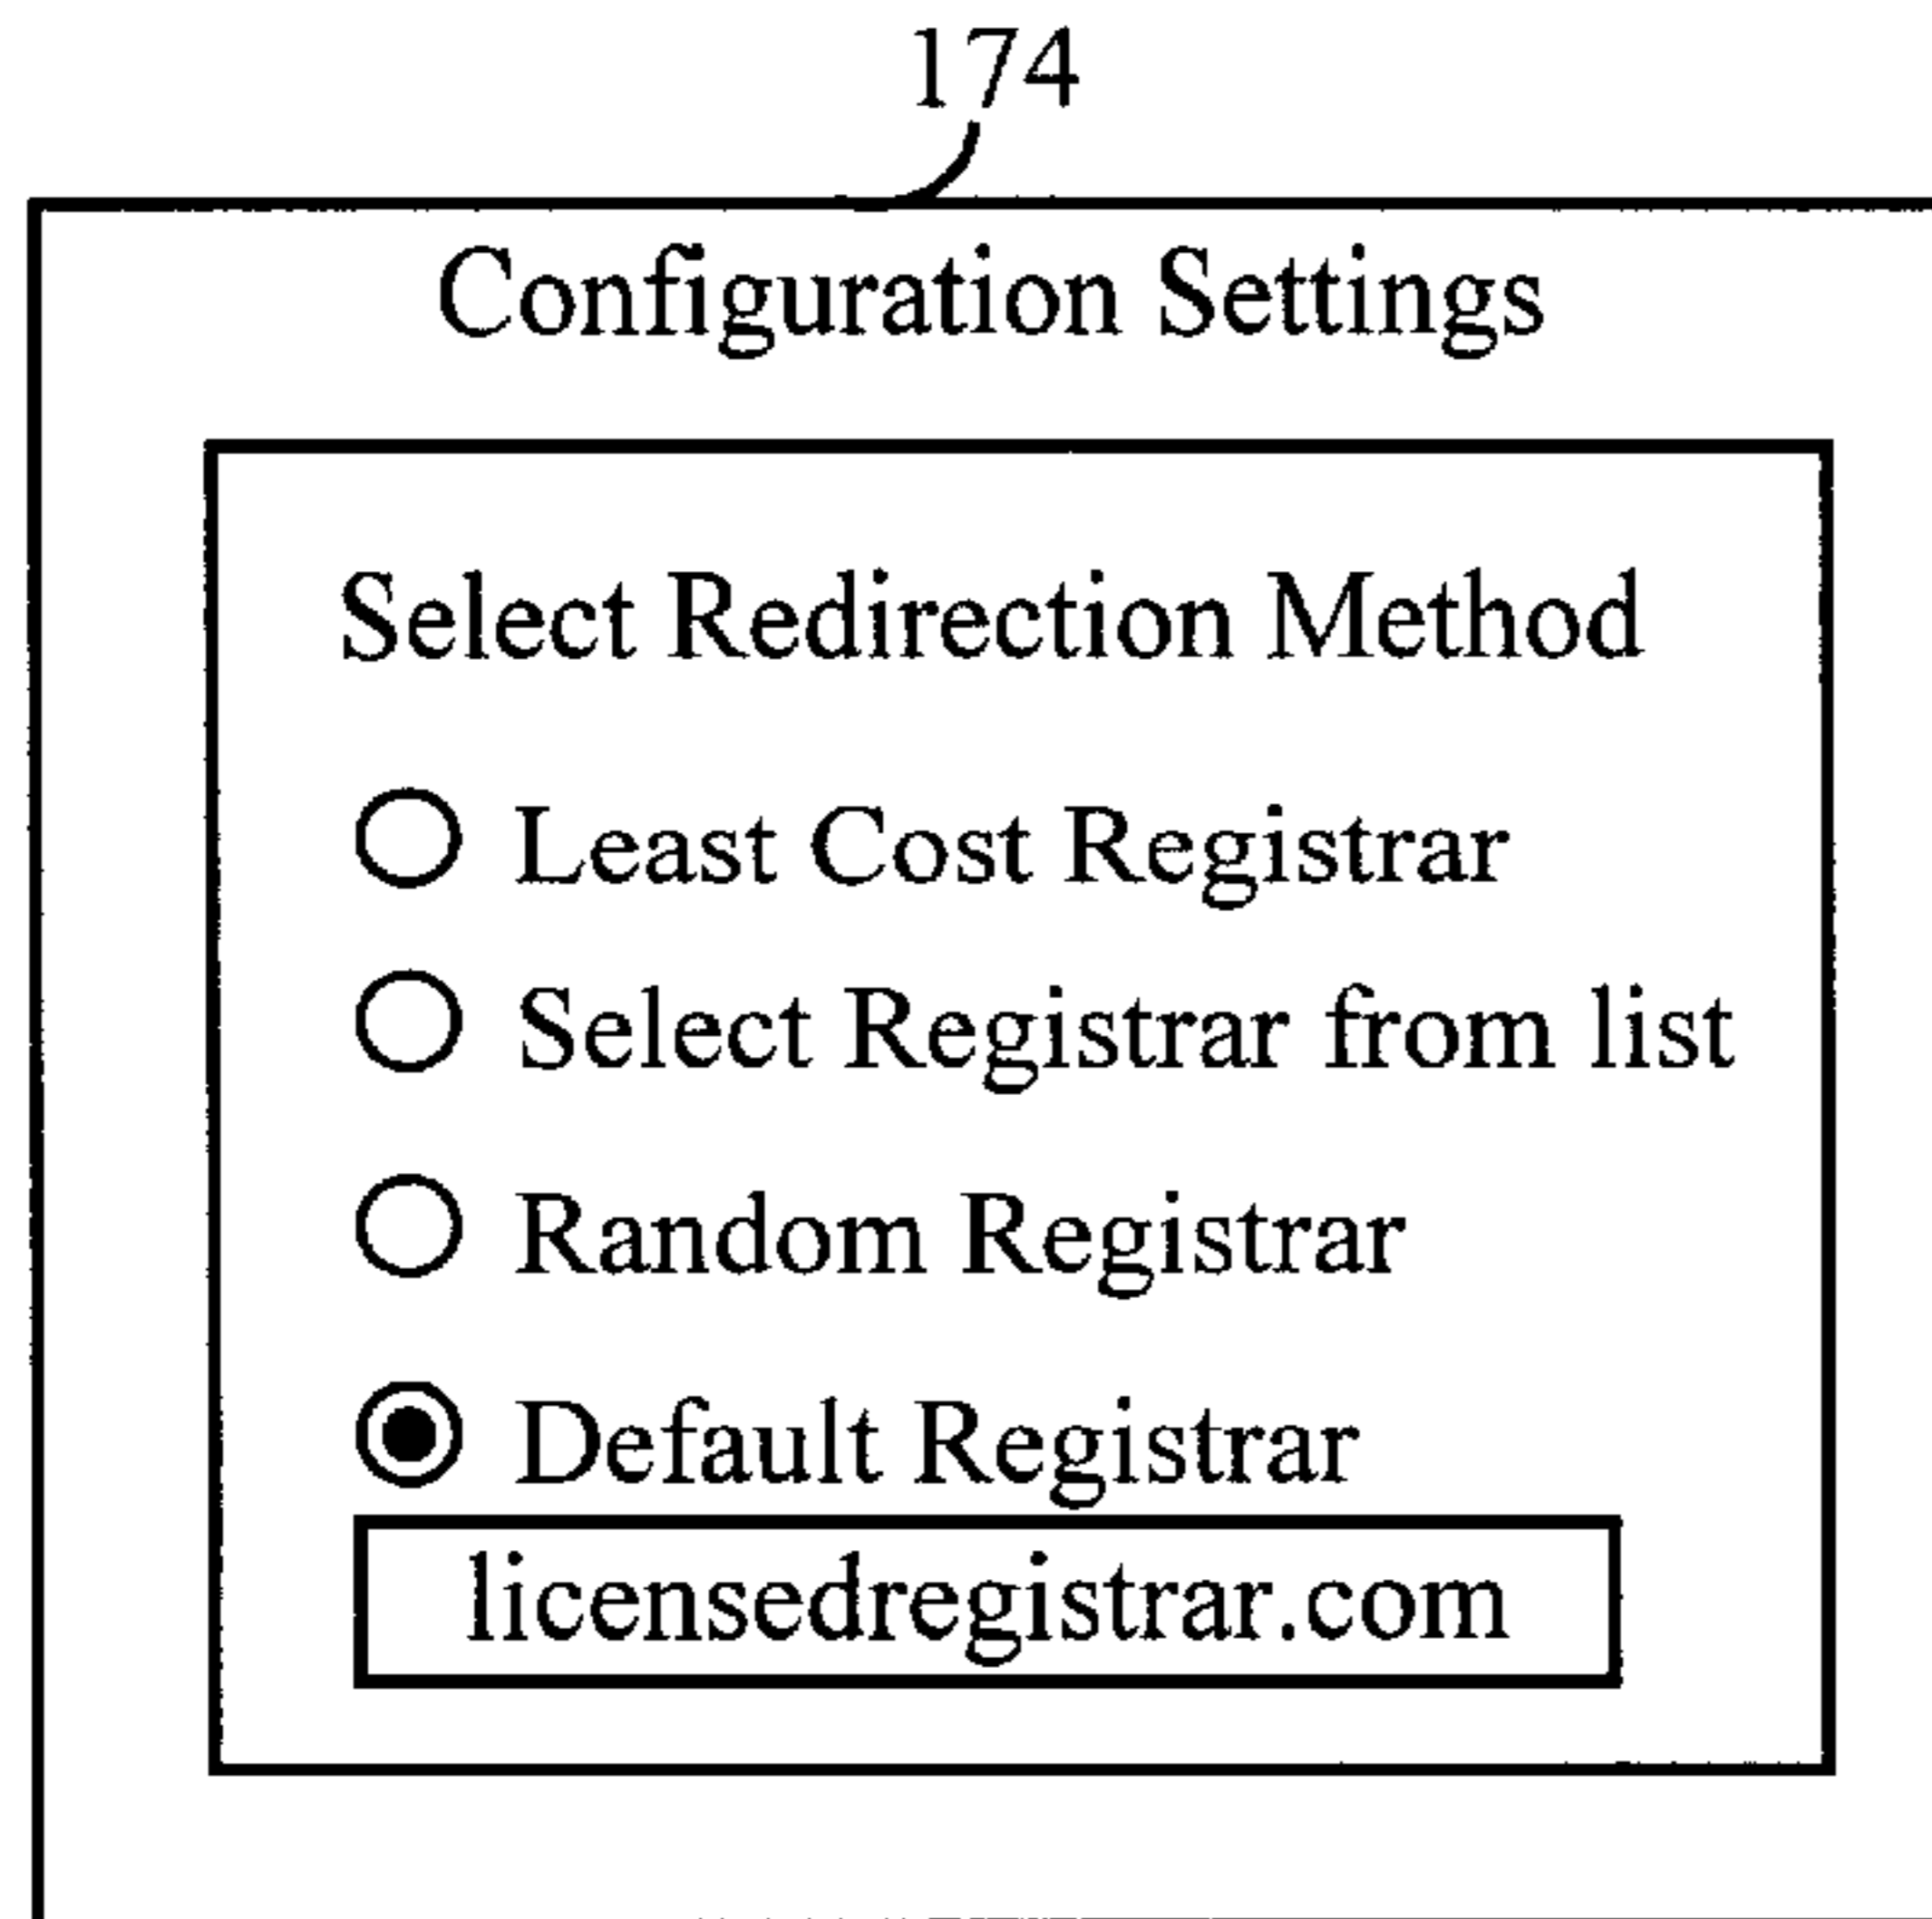 174
Configuration Settings
Select Redirection Method
Least Cost Registrar
Select Registrar from list
Random Registrar
Default Registrar
licensedregistrar.com